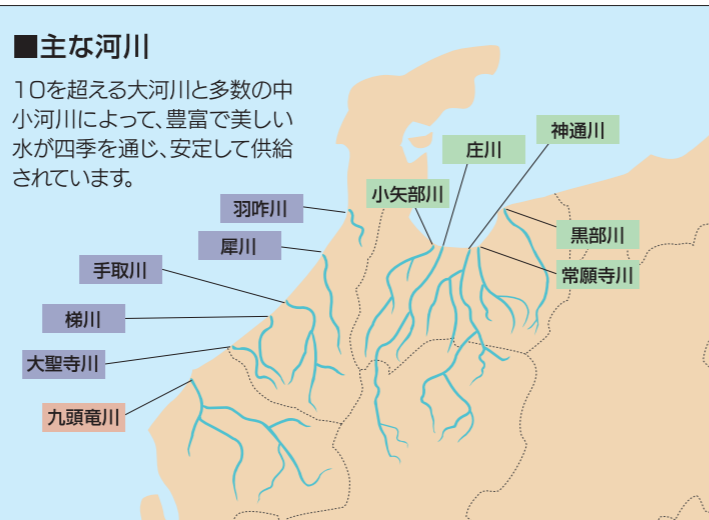 ■主な河川
10を超える大河川と多数の中
小河川によって、豊富で美しい
水が四季を通じ、安定して供給
されています。
神通川
庄川
小矢部川
羽咋川
黒部川
犀川
常願寺川
手取川
梯川
大聖寺川
九頭竜川